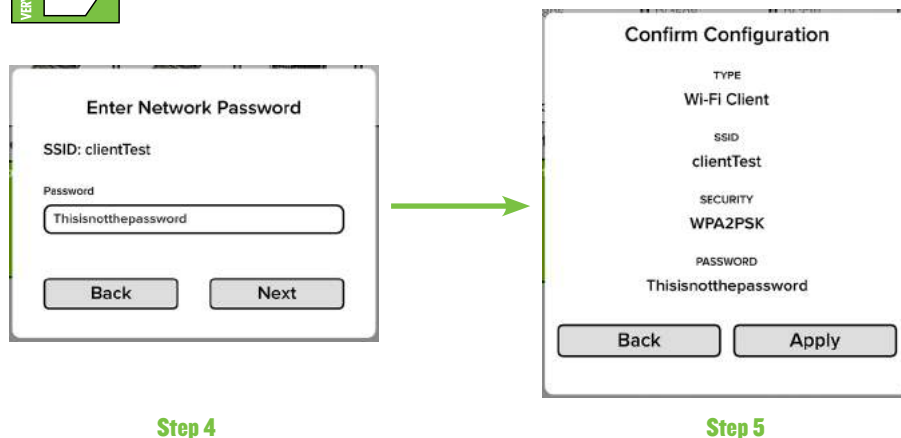 VERY
Enter Network Password
SSID: clientTest
Password
Thisisnotthepassword
Back Next
Step 4
Confirm Configuration
TYPE
Wi-Fi Client
SSID
clientTest
SECURITY
WPA2PSK
PASSWORD
Thisisnotthepassword
Back Apply
Step 5